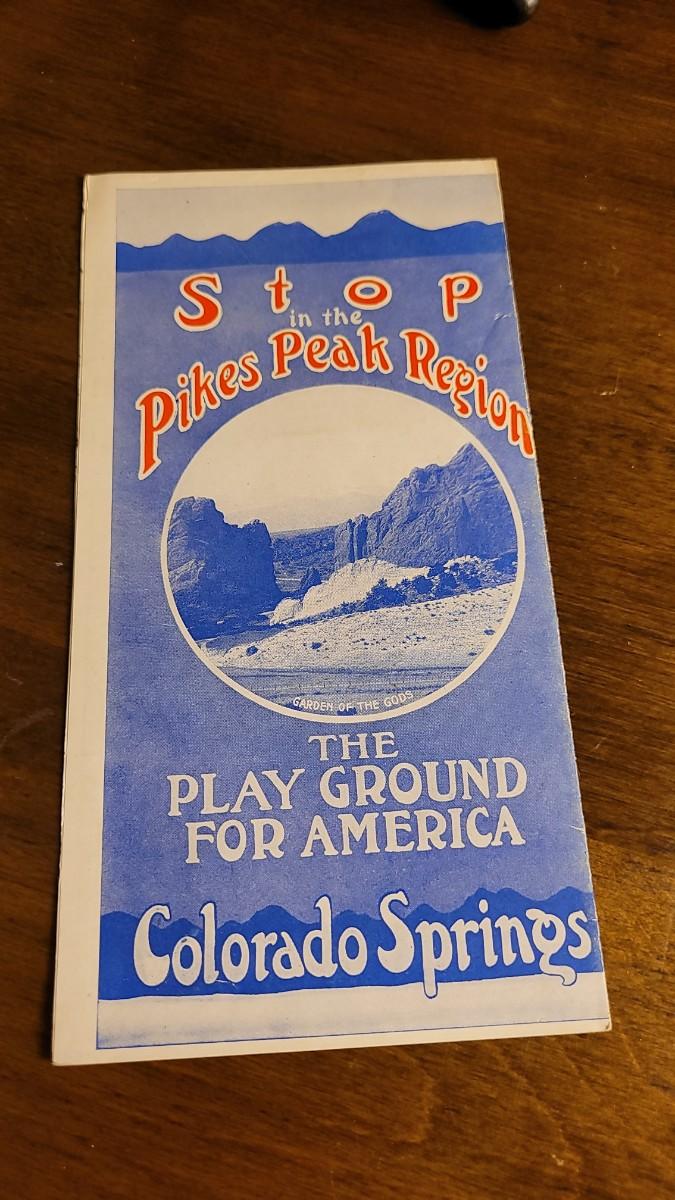 Stop
in the
Pikes Peak Region
GARDEN OF THE GODS
THE
PLAY GROUND
FOR AMERICA
Colorado Springs